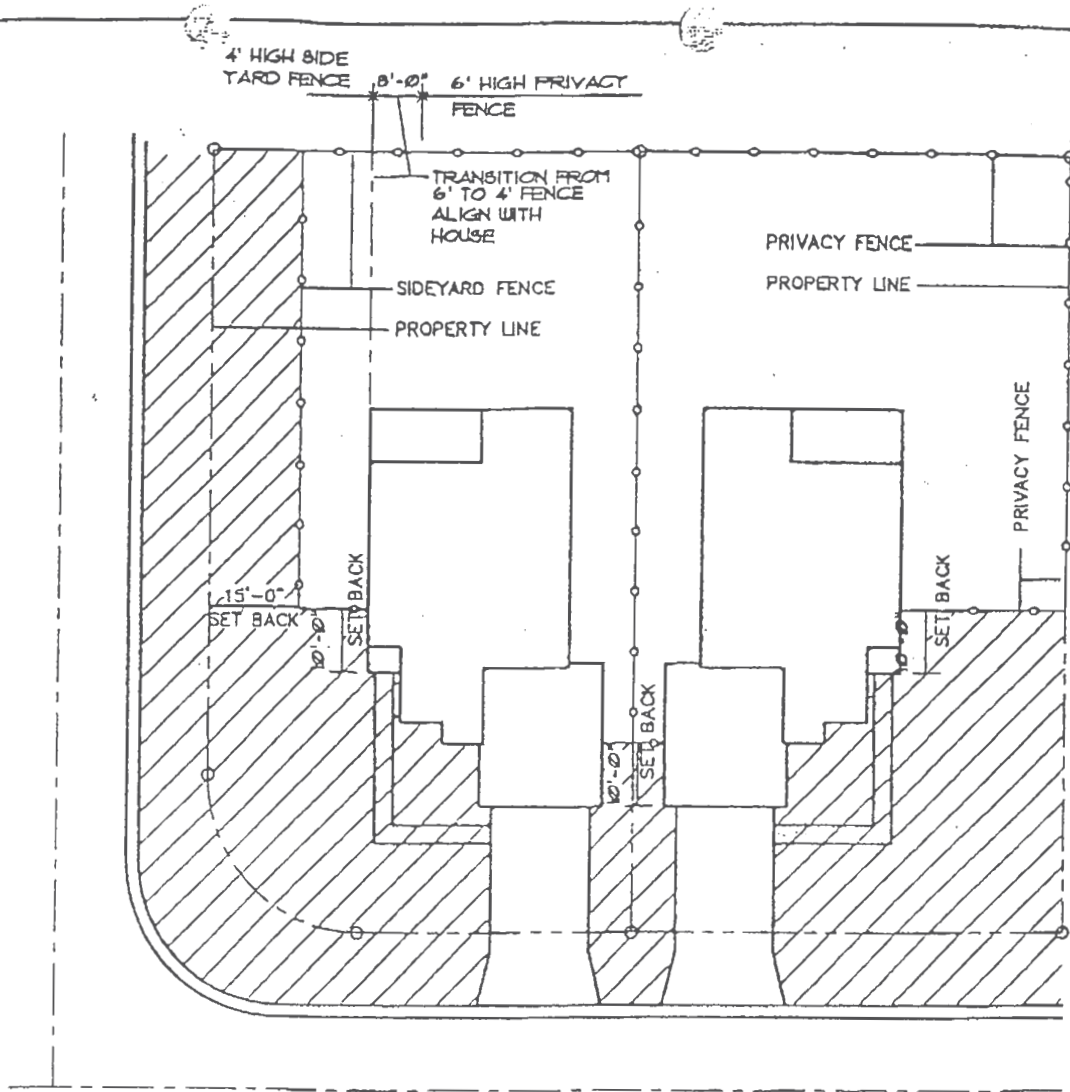 4' HIGH SIDE
YARD FENCE
8'-0"
6' HIGH PRIVACY
FENCE
TRANSITION FROM
6' TO 4' FENCE
ALIGN WITH
HOUSE
PRIVACY FENCE
PROPERTY LINE
SIDEYARD FENCE
PROPERTY LINE
PRIVACY FENCE
15'-0"
SET BACK
10'-0"
SET BACK
10'-0"
SET BACK
10'-0"
SET BACK